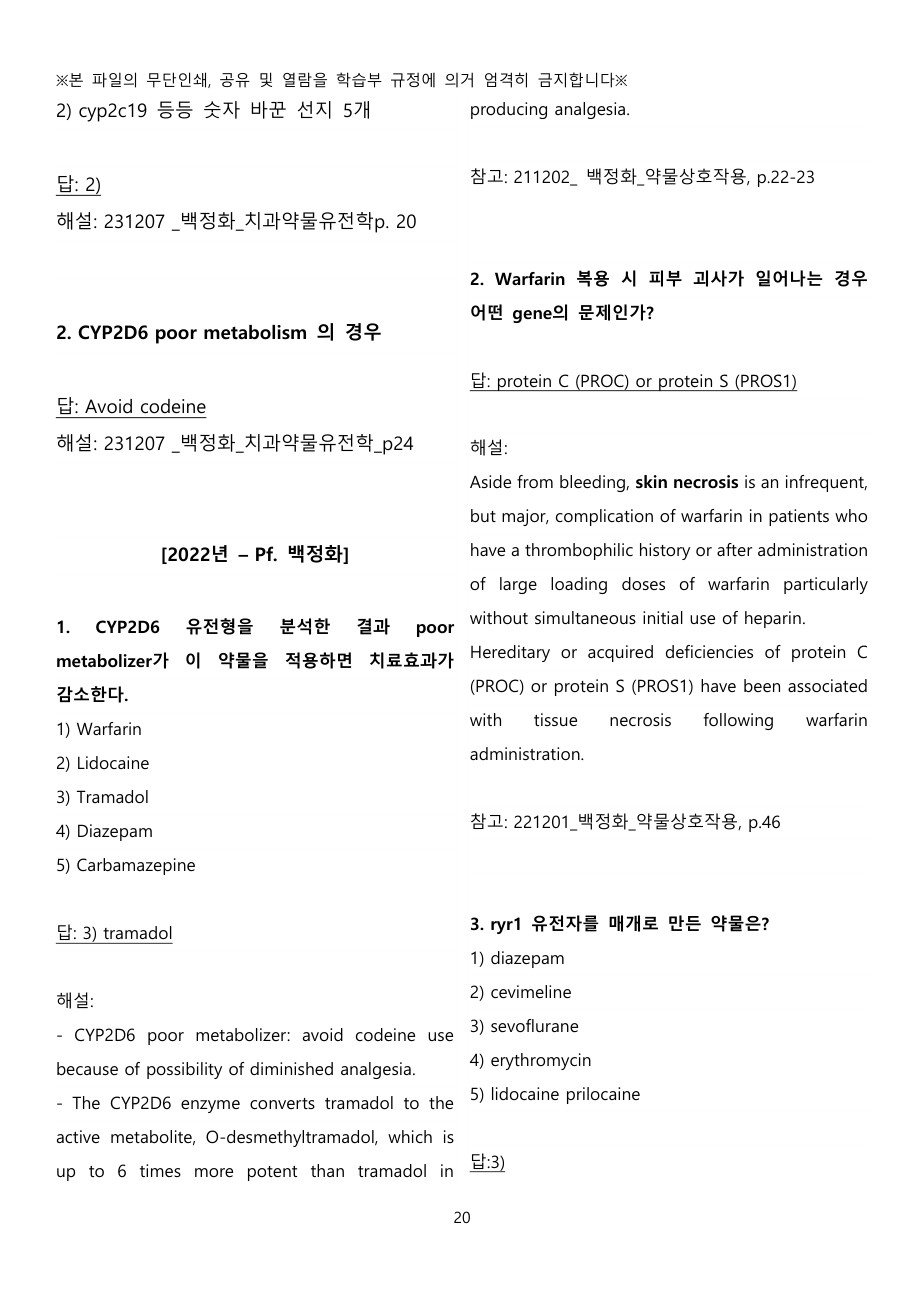 ※본 파일의 무단인쇄, 공유 및 열람을 학습부 규정에 의거 엄격히 금지합니다※
2) cyp2c19 등등 숫자 바꾼 선지 5개
답: 2)
해설: 231207 _백정화_치과약물유전학p. 20
2. CYP2D6 poor metabolism 의 경우
답: Avoid codeine
해설: 231207 _백정화_치과약물유전학_p24
[2022년 – Pf. 백정화]
1. CYP2D6 유전형을 분석한 결과 poor
metabolizer가 이 약물을 적용하면 치료효과가
감소한다.
1) Warfarin
2) Lidocaine
3) Tramadol
4) Diazepam
5) Carbamazepine
답: 3) tramadol
해설:
- CYP2D6 poor metabolizer: avoid codeine use
because of possibility of diminished analgesia.
- The CYP2D6 enzyme converts tramadol to the
active metabolite, O-desmethyltramadol, which is
up to 6 times more potent than tramadol in
producing analgesia.
참고: 211202_ 백정화_약물상호작용, p.22-23
2. Warfarin 복용 시 피부 괴사가 일어나는 경우
어떤 gene의 문제인가?
답: protein C (PROC) or protein S (PROS1)
해설:
Aside from bleeding, skin necrosis is an infrequent,
but major, complication of warfarin in patients who
have a thrombophilic history or after administration
of large loading doses of warfarin particularly
without simultaneous initial use of heparin.
Hereditary or acquired deficiencies of protein C
(PROC) or protein S (PROS1) have been associated
with tissue necrosis following warfarin
administration.
참고: 221201_백정화_약물상호작용, p.46
3. ryr1 유전자를 매개로 만든 약물은?
1) diazepam
2) cevimeline
3) sevoflurane
4) erythromycin
5) lidocaine prilocaine
답:3)
20